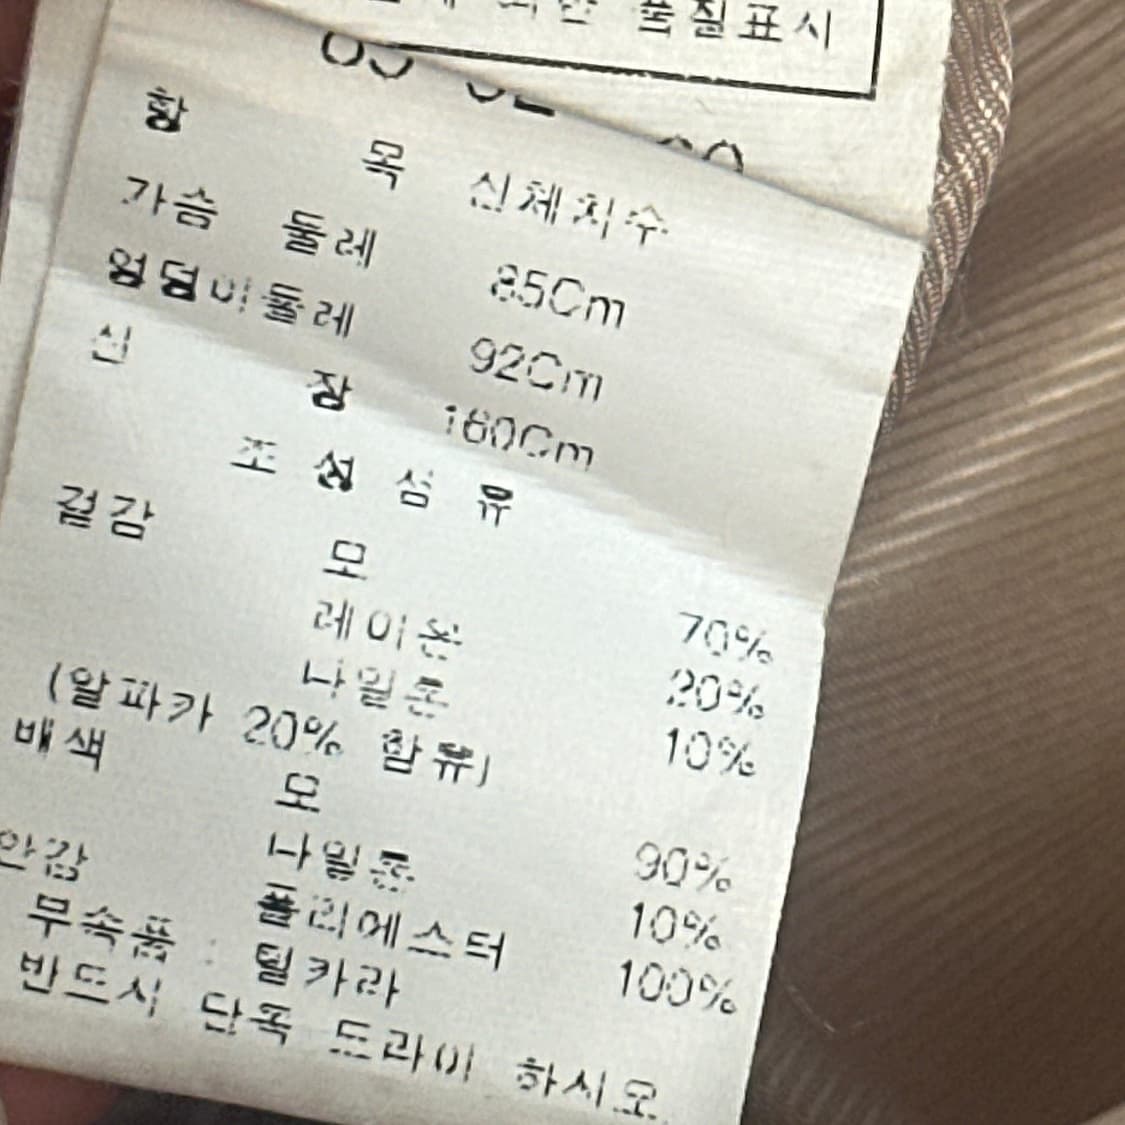 의한 품질표시
항 목 신체치수
가슴 둘레 85Cm
엉덩이둘레 92Cm
신 장 160Cm
조성섬유
겉감 모 70%
레이온 20%
나일론 10%
(알파카 20% 함유)
배색 모 90%
나일론 10%
안감 폴리에스터 100%
부속품 : 털카라
반드시 단독 드라이 하시오